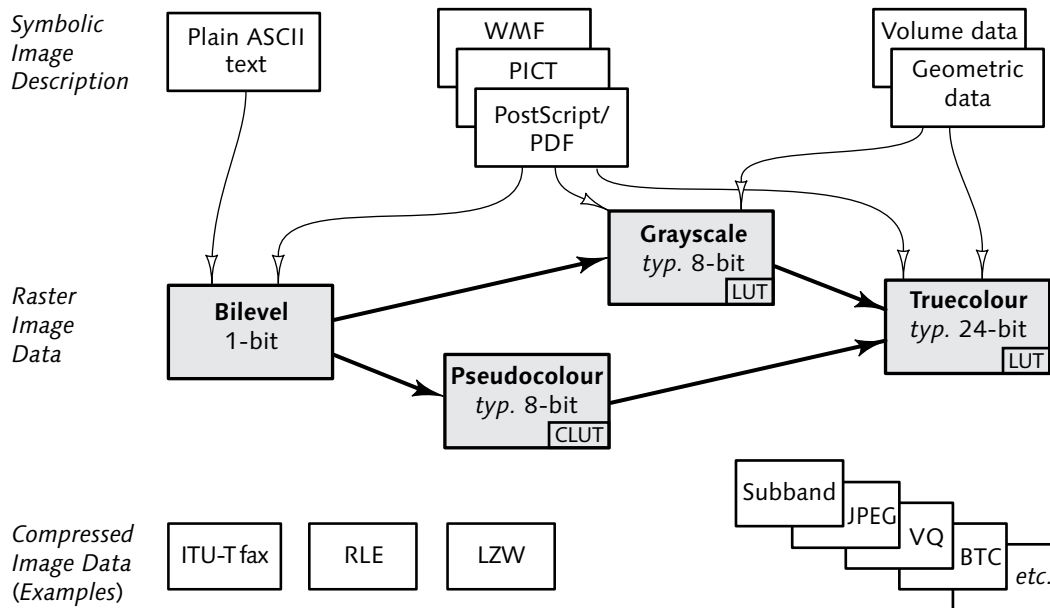 Symbolic
Image
Description
Plain ASCII
text
WMF
PICT
PostScript/
PDF
Volume data
Geometric
data
Raster
Image
Data
Bilevel
1-bit
Grayscale
typ. 8-bit
LUT
Pseudocolour
typ. 8-bit
CLUT
Truecolour
typ. 24-bit
LUT
Compressed
Image Data
(Examples)
ITU-T fax
RLE
LZW
Subband
JPEG
VQ
BTC
etc.